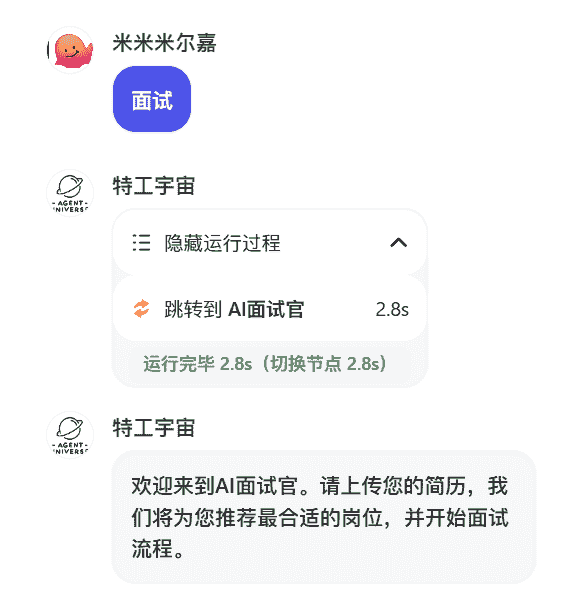 米米米尔嘉
面试
特工宇宙
- AGENT -
隐藏运行过程
跳转到 AI面试官 2.8s
运行完毕 2.8s（切换节点 2.8s）
特工宇宙
- AGENT -
欢迎来到AI面试官。请上传您的简历，我
们将为您推荐最合适的岗位，并开始面试
流程。